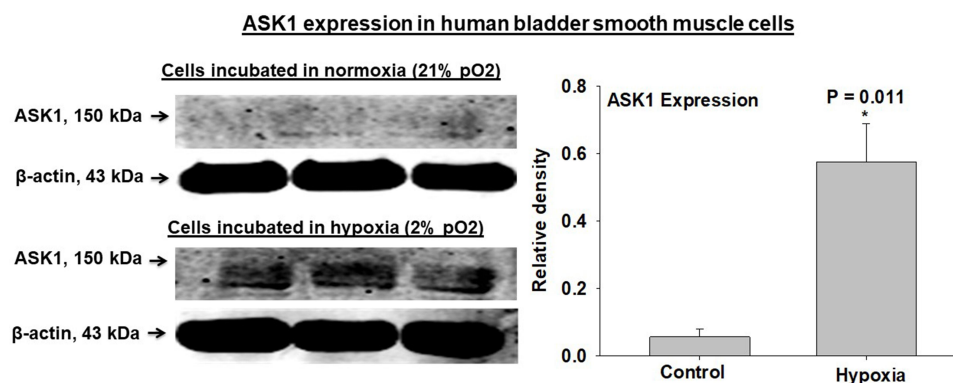 ASK1 expression in human bladder smooth muscle cells
Cells incubated in normoxia (21% pO2)
ASK1, 150 kDa
β-actin, 43 kDa
Cells incubated in hypoxia (2% pO2)
ASK1, 150 kDa
β-actin, 43 kDa
ASK1 Expression
P = 0.011
*
Relative density
0.8
0.6
0.4
0.2
0.0
Control
Hypoxia